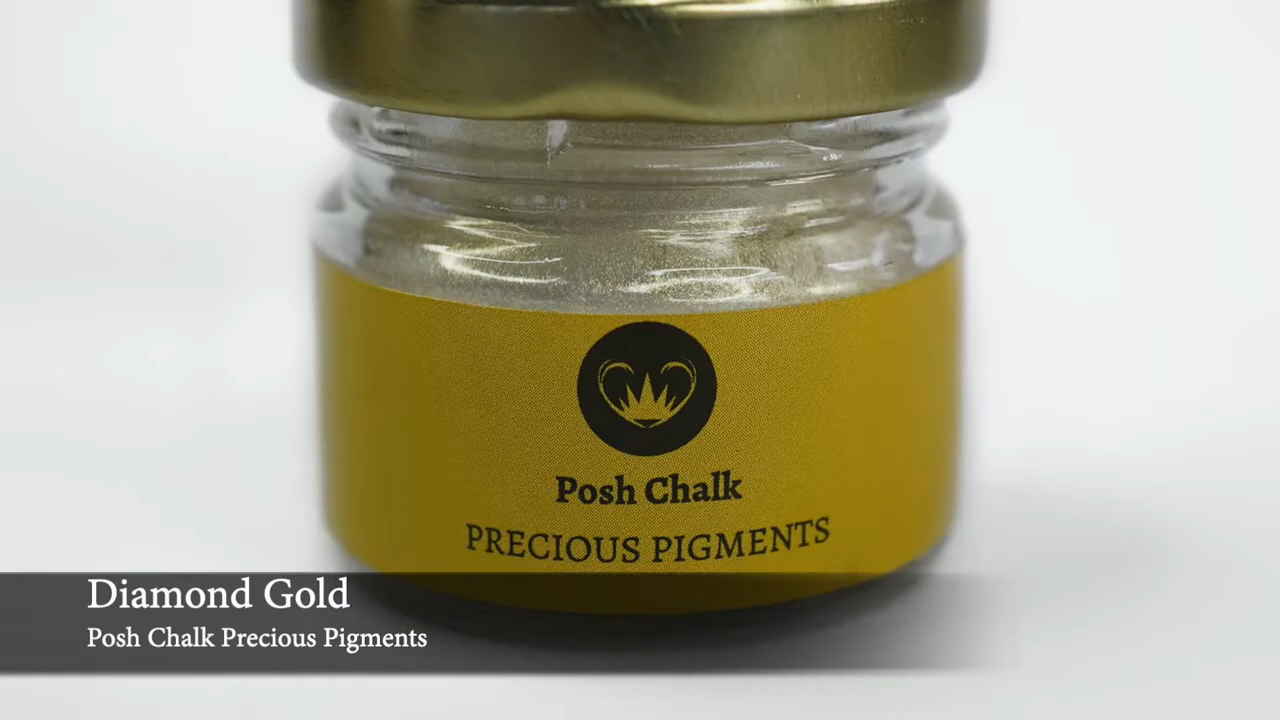 Posh Chalk
PRECIOUS PIGMENTS
Diamond Gold
Posh Chalk Precious Pigments